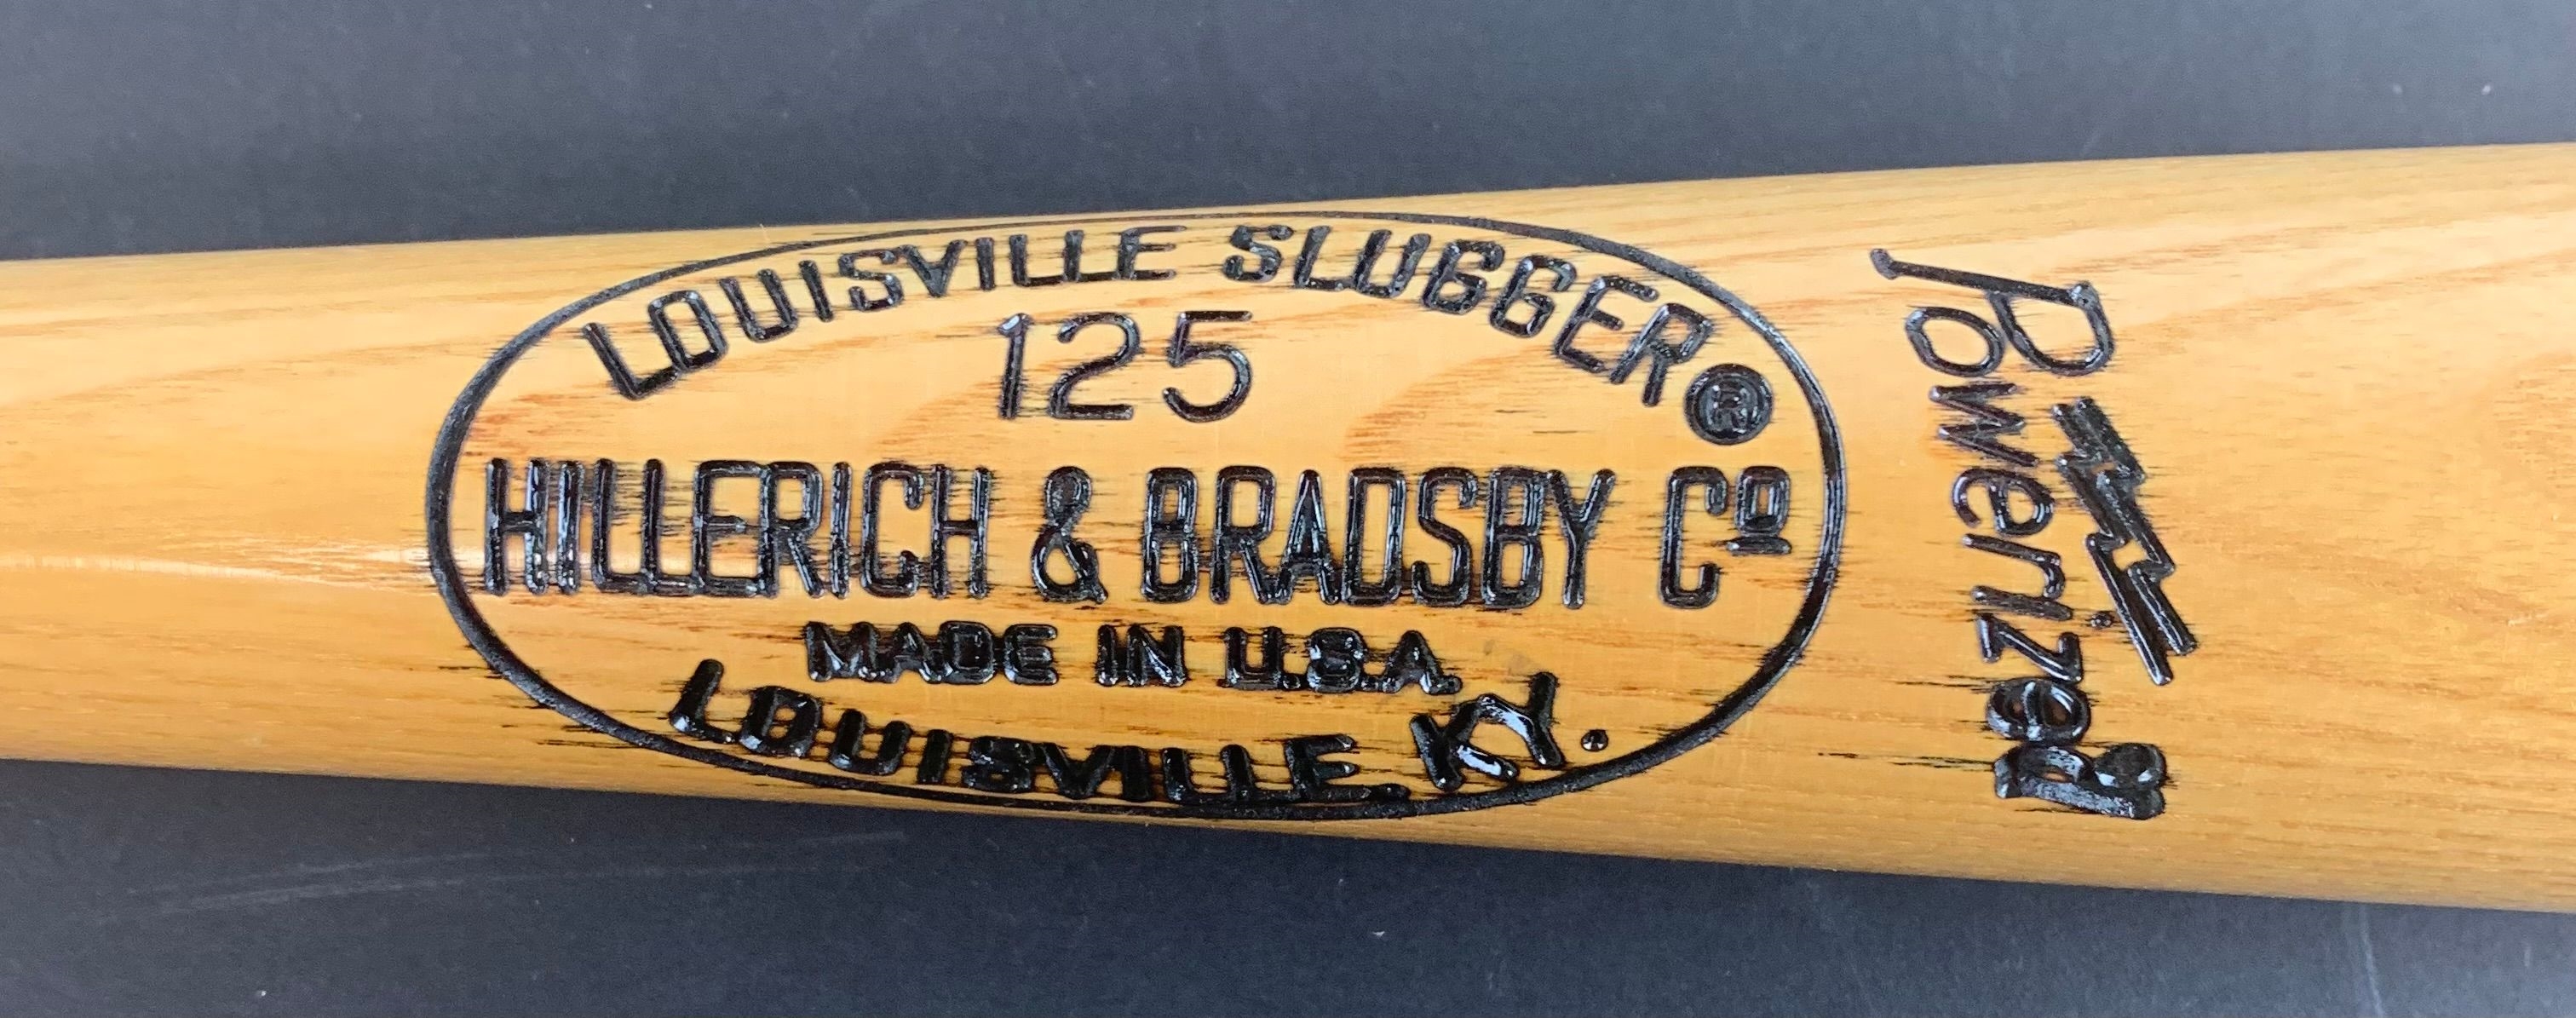 LOUISVILLE SLUGGER®
125
HILLERICH & BRADSBY Cº
MADE IN U.S.A.
LOUISVILLE, KY.
Powerized